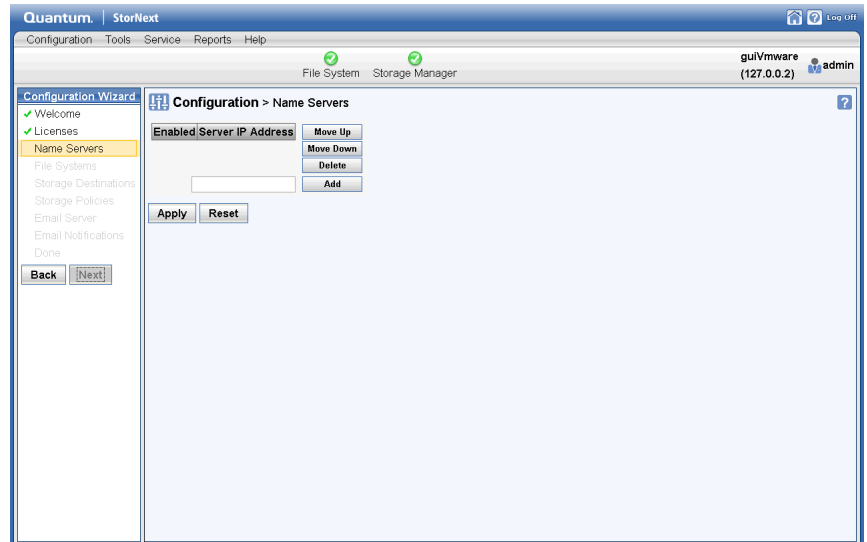 Quantum. StorNext Log Off
Configuration Tools Service Reports Help
File System Storage Manager
guiVmware
(127.0.0.2)
admin
Configuration Wizard
Welcome
Licenses
Name Servers
File Systems
Storage Destinations
Storage Policies
Email Server
Email Notifications
Done
Back Next
Configuration > Name Servers
?
Enabled Server IP Address
Move Up
Move Down
Delete
Add
Apply Reset